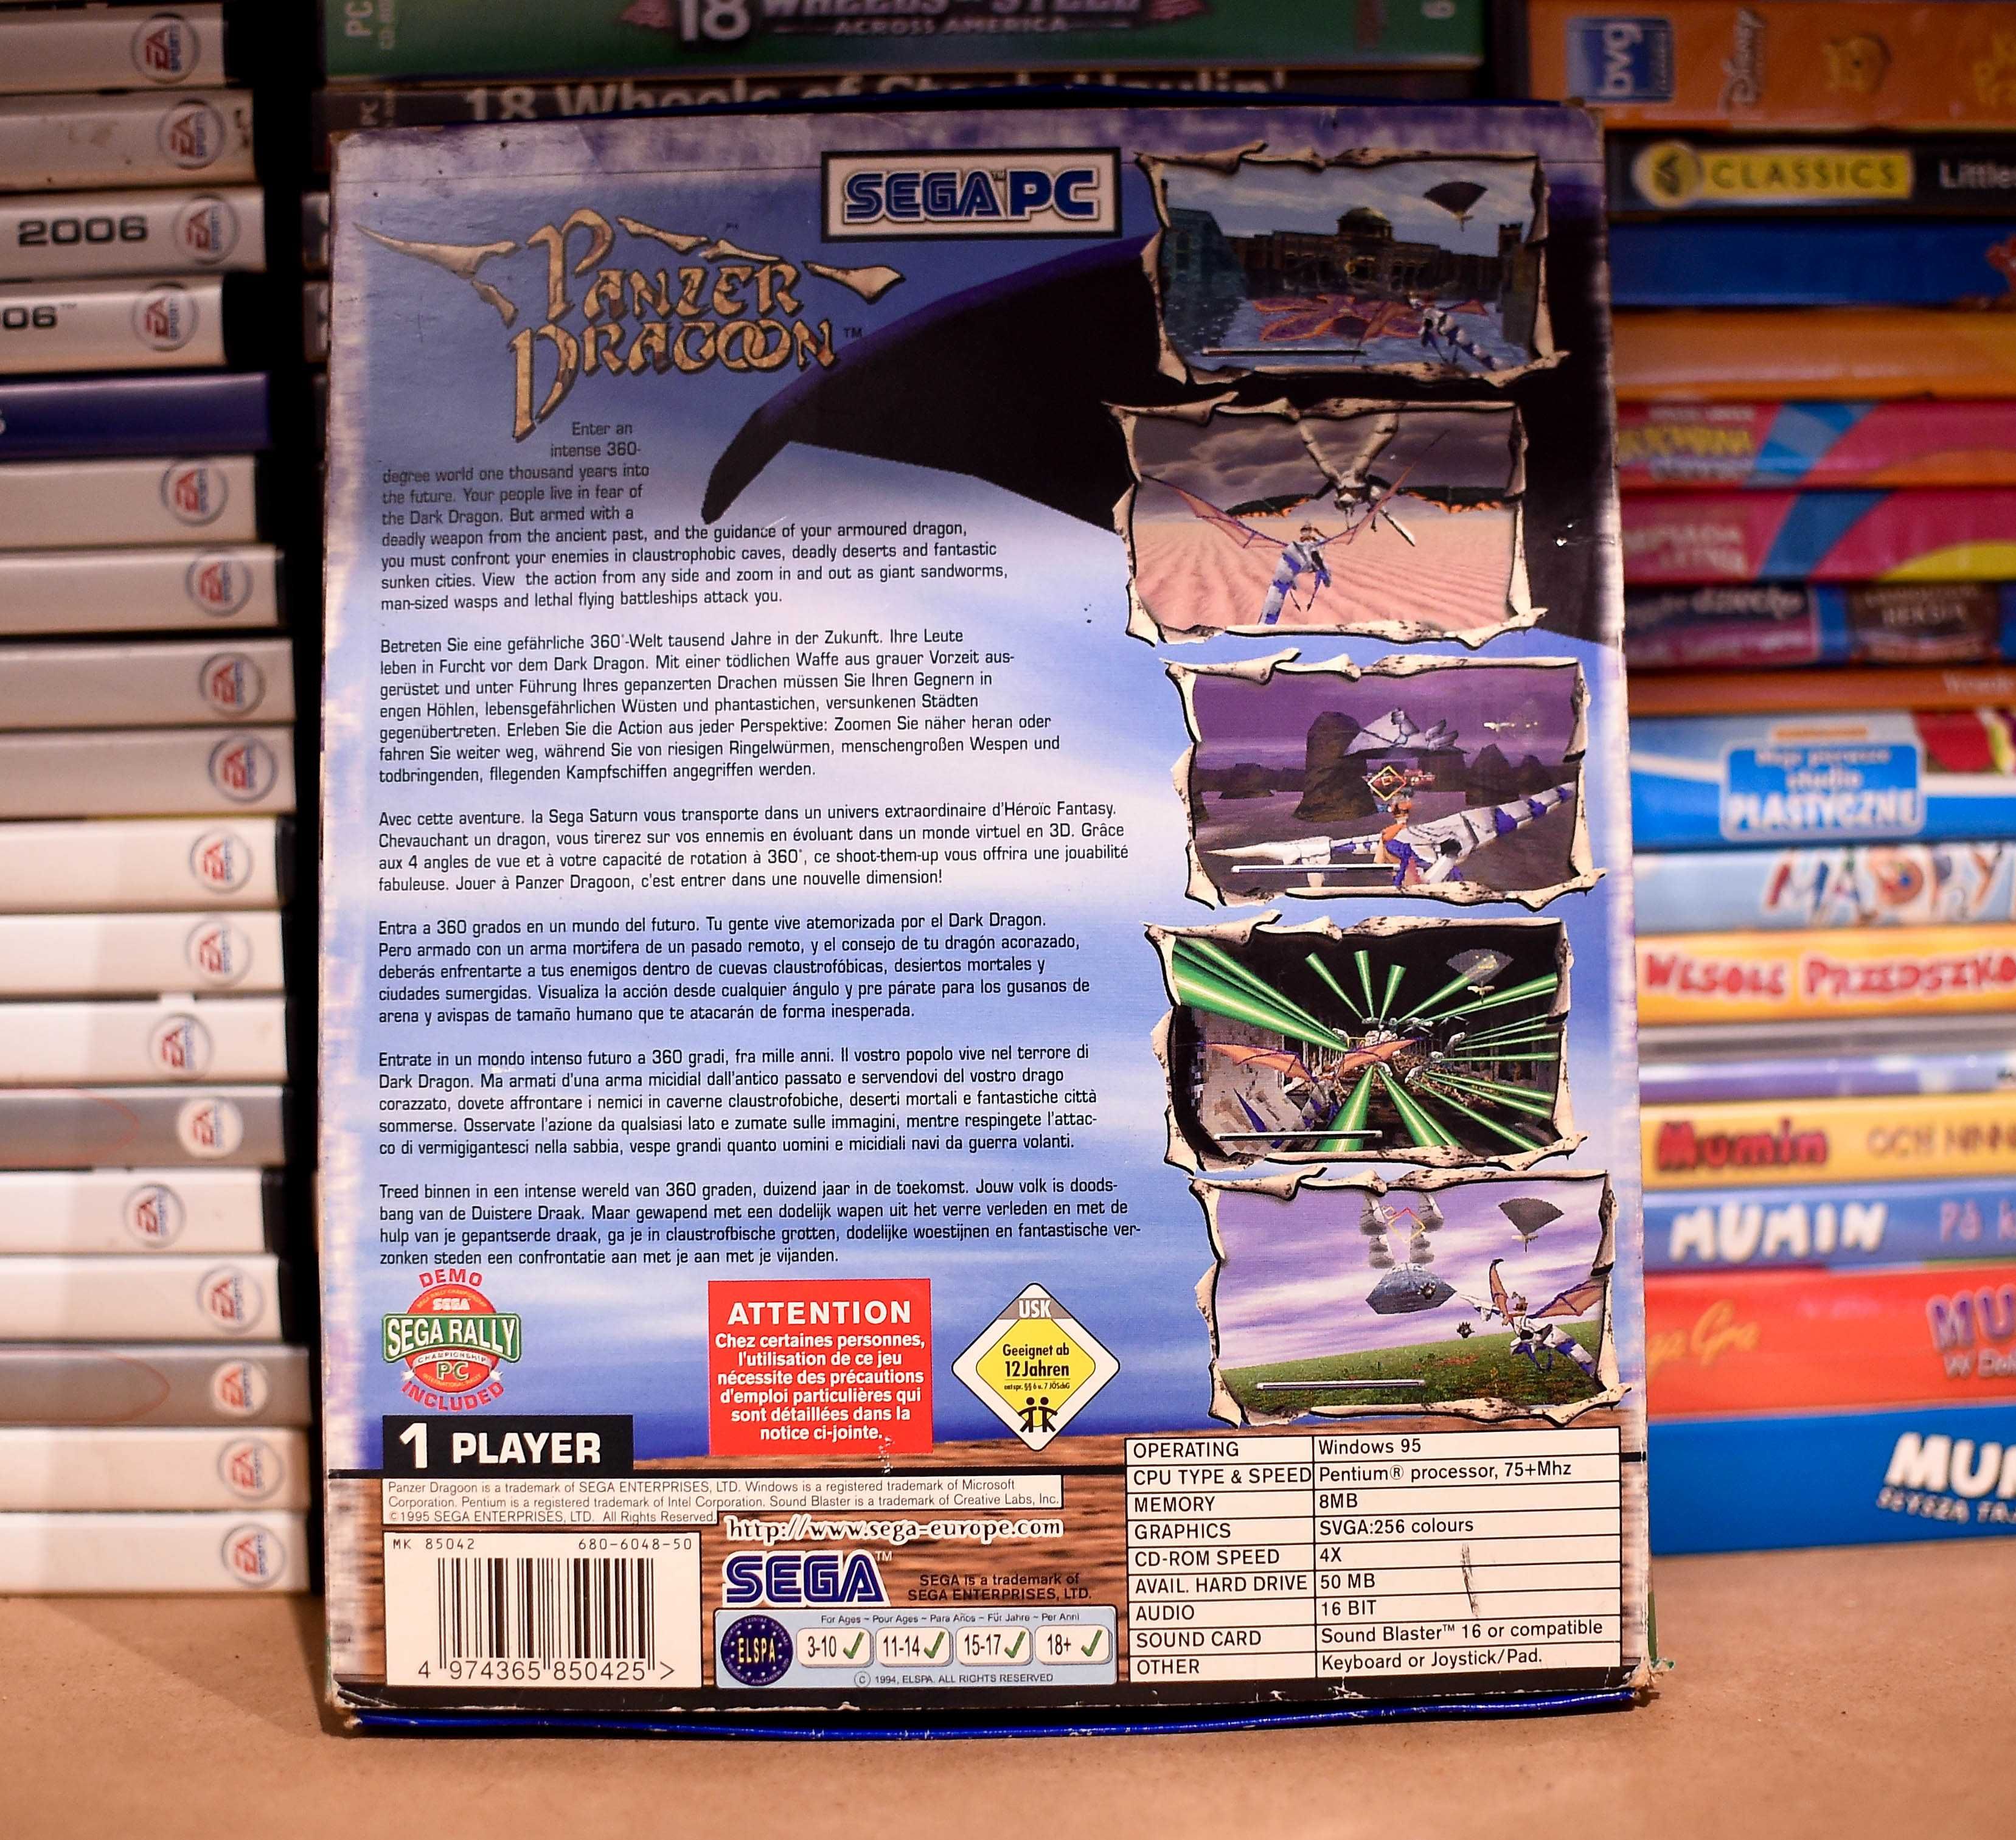 18 WHEELS OF STEEL
ACROSS AMERICA
PC
18 Wheels of Steel Haulin'
2006
06™
bvg
Disney
CLASSICS
Little
studio
PLASTYCZNE
WESOŁE PRZEDSZKO
Mumin OCH NINN
MUMIN På
MU
ga Gra
MUI
SEGA™PC
PANZER
DRAGOON™
Enter an
intense 360-
degree world one thousand years into
the future. Your people live in fear of
the Dark Dragon. But armed with a
deadly weapon from the ancient past, and the guidance of your armoured dragon,
you must confront your enemies in claustrophobic caves, deadly deserts and fantastic
sunken cities. View the action from any side and zoom in and out as giant sandworms,
man-sized wasps and lethal flying battleships attack you.
Betreten Sie eine gefährliche 360°-Welt tausend Jahre in der Zukunft. Ihre Leute
leben in Furcht vor dem Dark Dragon. Mit einer tödlichen Waffe aus grauer Vorzeit aus-
gerüstet und unter Führung Ihres gepanzerten Drachen müssen Sie Ihren Gegnern in
engen Höhlen, lebensgefährlichen Wüsten und phantastichen, versunkenen Städten
gegenübertreten. Erleben Sie die Action aus jeder Perspektive: Zoomen Sie näher heran oder
fahren Sie weiter weg, während Sie von riesigen Ringelwürmen, menschengroßen Wespen und
todbringenden, fllegenden Kampfschiffen angegriffen werden.
Avec cette aventure. la Sega Saturn vous transporte dans un univers extraordinaire d'Héroïc Fantasy.
Chevauchant un dragon, vous tirerez sur vos ennemis en évoluant dans un monde virtuel en 3D. Grâce
aux 4 angles de vue et à votre capacité de rotation à 360°, ce shoot-them-up vous offrira une jouabilité
fabuleuse. Jouer à Panzer Dragoon, c'est entrer dans une nouvelle dimension!
Entra a 360 grados en un mundo del futuro. Tu gente vive atemorizada por el Dark Dragon.
Pero armado con un arma mortifera de un pasado remoto, y el consejo de tu dragón acorazado,
deberás enfrentarte a tus enemigos dentro de cuevas claustrofóbicas, desiertos mortales y
ciudades sumergidas. Visualiza la acción desde cualquier ángulo y pre párate para los gusanos de
arena y avispas de tamaño humano que te atacarán de forma inesperada.
Entrate in un mondo intenso futuro a 360 gradi, fra mille anni. Il vostro popolo vive nel terrore di
Dark Dragon. Ma armati d'una arma micidial dall'antico passato e servendovi del vostro drago
corazzato, dovete affrontare i nemici in caverne claustrofobiche, deserti mortali e fantastiche città
sommerse. Osservate l'azione da qualsiasi lato e zumate sulle immagini, mentre respingete l'attac-
co di vermigigantesci nella sabbia, vespe grandi quanto uomini e micidiali navi da guerra volanti.
Treed binnen in een intense wereld van 360 graden, duizend jaar in de toekomst. Jouw volk is doods-
bang van de Duistere Draak. Maar gewapend met een dodelijk wapen uit het verre verleden en met de
hulp van je gepantserde draak, ga je in claustrofbische grotten, dodelijke woestijnen en fantastische ver-
zonken steden een confrontatie aan met je aan met je vijanden.
DEMO
SEGA
SEGA RALLY
CHAMPIONSHIP
PC
INCLUDED
ATTENTION
Chez certaines personnes,
l'utilisation de ce jeu
nécessite des précautions
d'emploi particulières qui
sont détaillées dans la
notice ci-jointe.
USK
Geeignet ab
12 Jahren
entspr. §§ 6 u. 7 JÖSchG
1 PLAYER
Panzer Dragoon is a trademark of SEGA ENTERPRISES, LTD. Windows is a registered trademark of Microsoft
Corporation. Pentium is a registered trademark of Intel Corporation. Sound Blaster is a trademark of Creative Labs, Inc.
©1995 SEGA ENTERPRISES, LTD. All Rights Reserved.
http://www.sega-europe.com
MK 85042 680-6048-50
4 974365 850425 >
SEGA™
SEGA is a trademark of
SEGA ENTERPRISES, LTD.
ELSPA
For Ages – Pour Ages – Para Años – Für Jahre – Per Anni
3-10 ✓ 11-14 ✓ 15-17 ✓ 18+ ✓
© 1994, ELSPA. ALL RIGHTS RESERVED
OPERATING Windows 95
CPU TYPE & SPEED Pentium® processor, 75+Mhz
MEMORY 8MB
GRAPHICS SVGA:256 colours
CD-ROM SPEED 4X
AVAIL. HARD DRIVE 50 MB
AUDIO 16 BIT
SOUND CARD Sound Blaster™ 16 or compatible
OTHER Keyboard or Joystick/Pad.